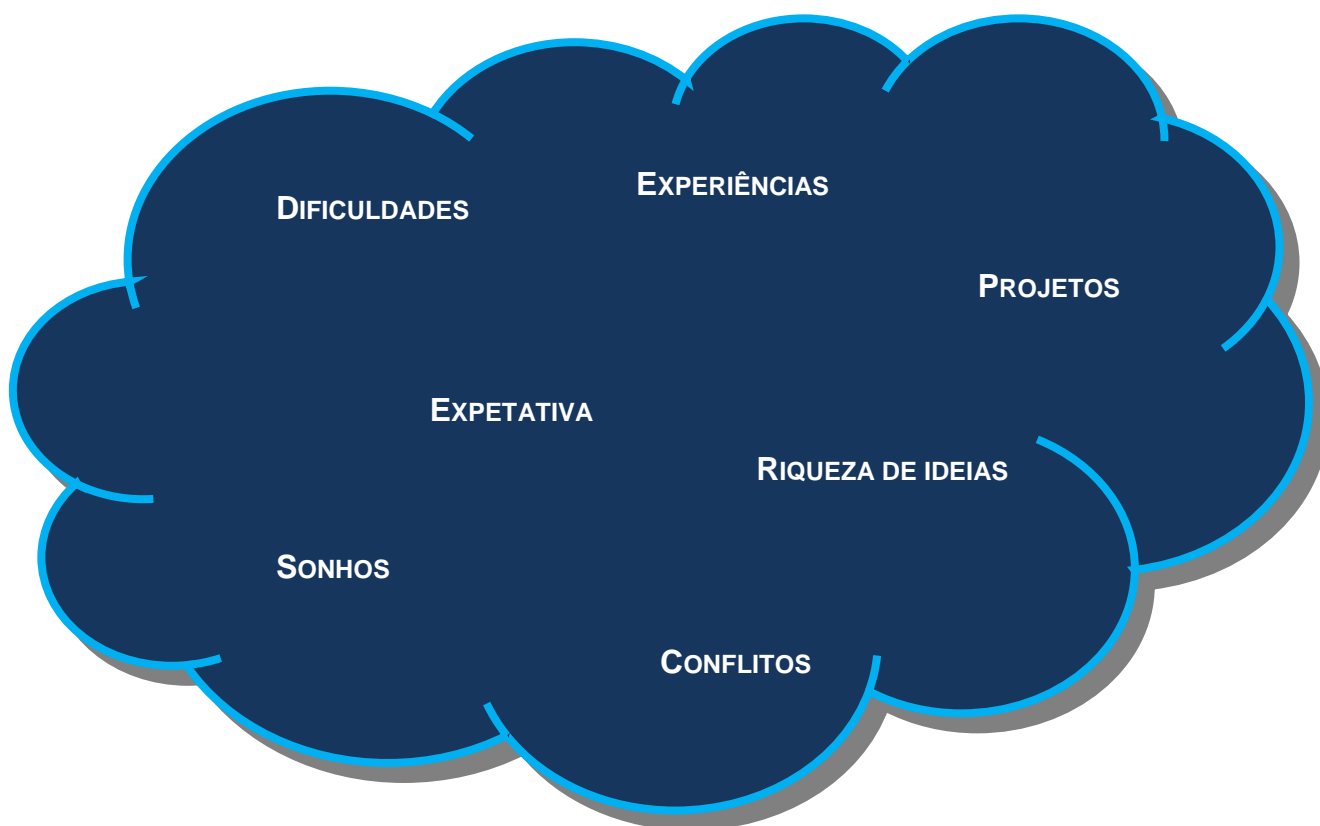 EXPERIÊNCIAS
DIFICULDADES
PROJETOS
EXPETATIVA
RIQUEZA DE IDEIAS
SONHOS
CONFLITOS